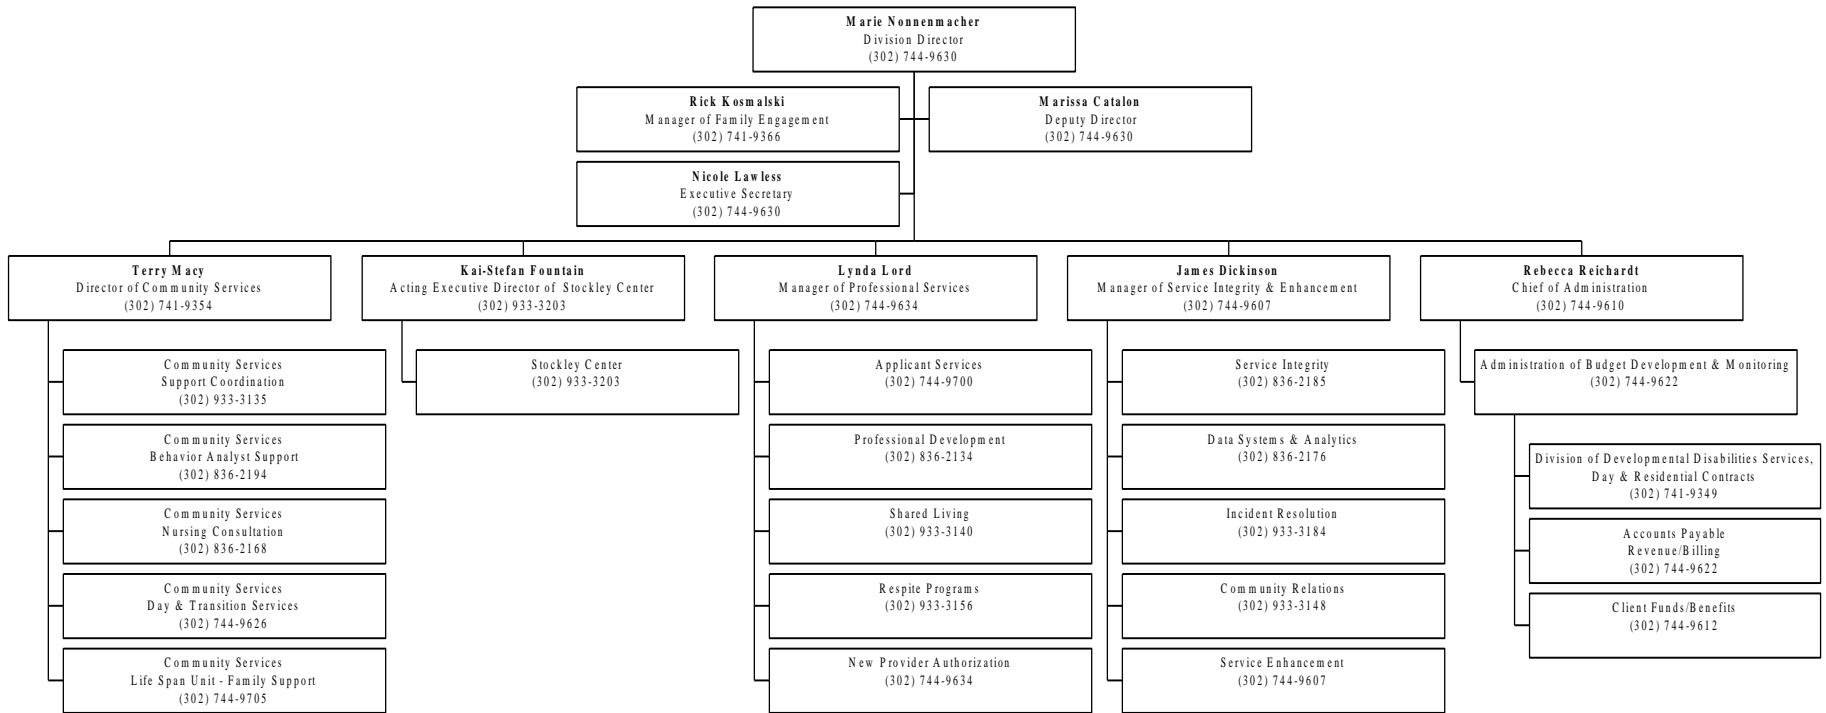 Marie Nonnenmacher
Division Director
(302) 744-9630
Rick Kosmalski
Manager of Family Engagement
(302) 741-9366
Marissa Catalon
Deputy Director
(302) 744-9630
Nicole Lawless
Executive Secretary
(302) 744-9630
Terry Macy
Director of Community Services
(302) 741-9354
Kai-Stefan Fountain
Acting Executive Director of Stockley Center
(302) 933-3203
Lynda Lord
Manager of Professional Services
(302) 744-9634
James Dickinson
Manager of Service Integrity & Enhancement
(302) 744-9607
Rebecca Reichardt
Chief of Administration
(302) 744-9610
Community Services
Support Coordination
(302) 933-3135
Community Services
Behavior Analyst Support
(302) 836-2194
Community Services
Nursing Consultation
(302) 836-2168
Community Services
Day & Transition Services
(302) 744-9626
Community Services
Life Span Unit - Family Support
(302) 744-9705
Stockley Center
(302) 933-3203
Applicant Services
(302) 744-9700
Professional Development
(302) 836-2134
Shared Living
(302) 933-3140
Respite Programs
(302) 933-3156
New Provider Authorization
(302) 744-9634
Service Integrity
(302) 836-2185
Data Systems & Analytics
(302) 836-2176
Incident Resolution
(302) 933-3184
Community Relations
(302) 933-3148
Service Enhancement
(302) 744-9607
Administration of Budget Development & Monitoring
(302) 744-9622
Division of Developmental Disabilities Services,
Day & Residential Contracts
(302) 741-9349
Accounts Payable
Revenue/Billing
(302) 744-9622
Client Funds/Benefits
(302) 744-9612